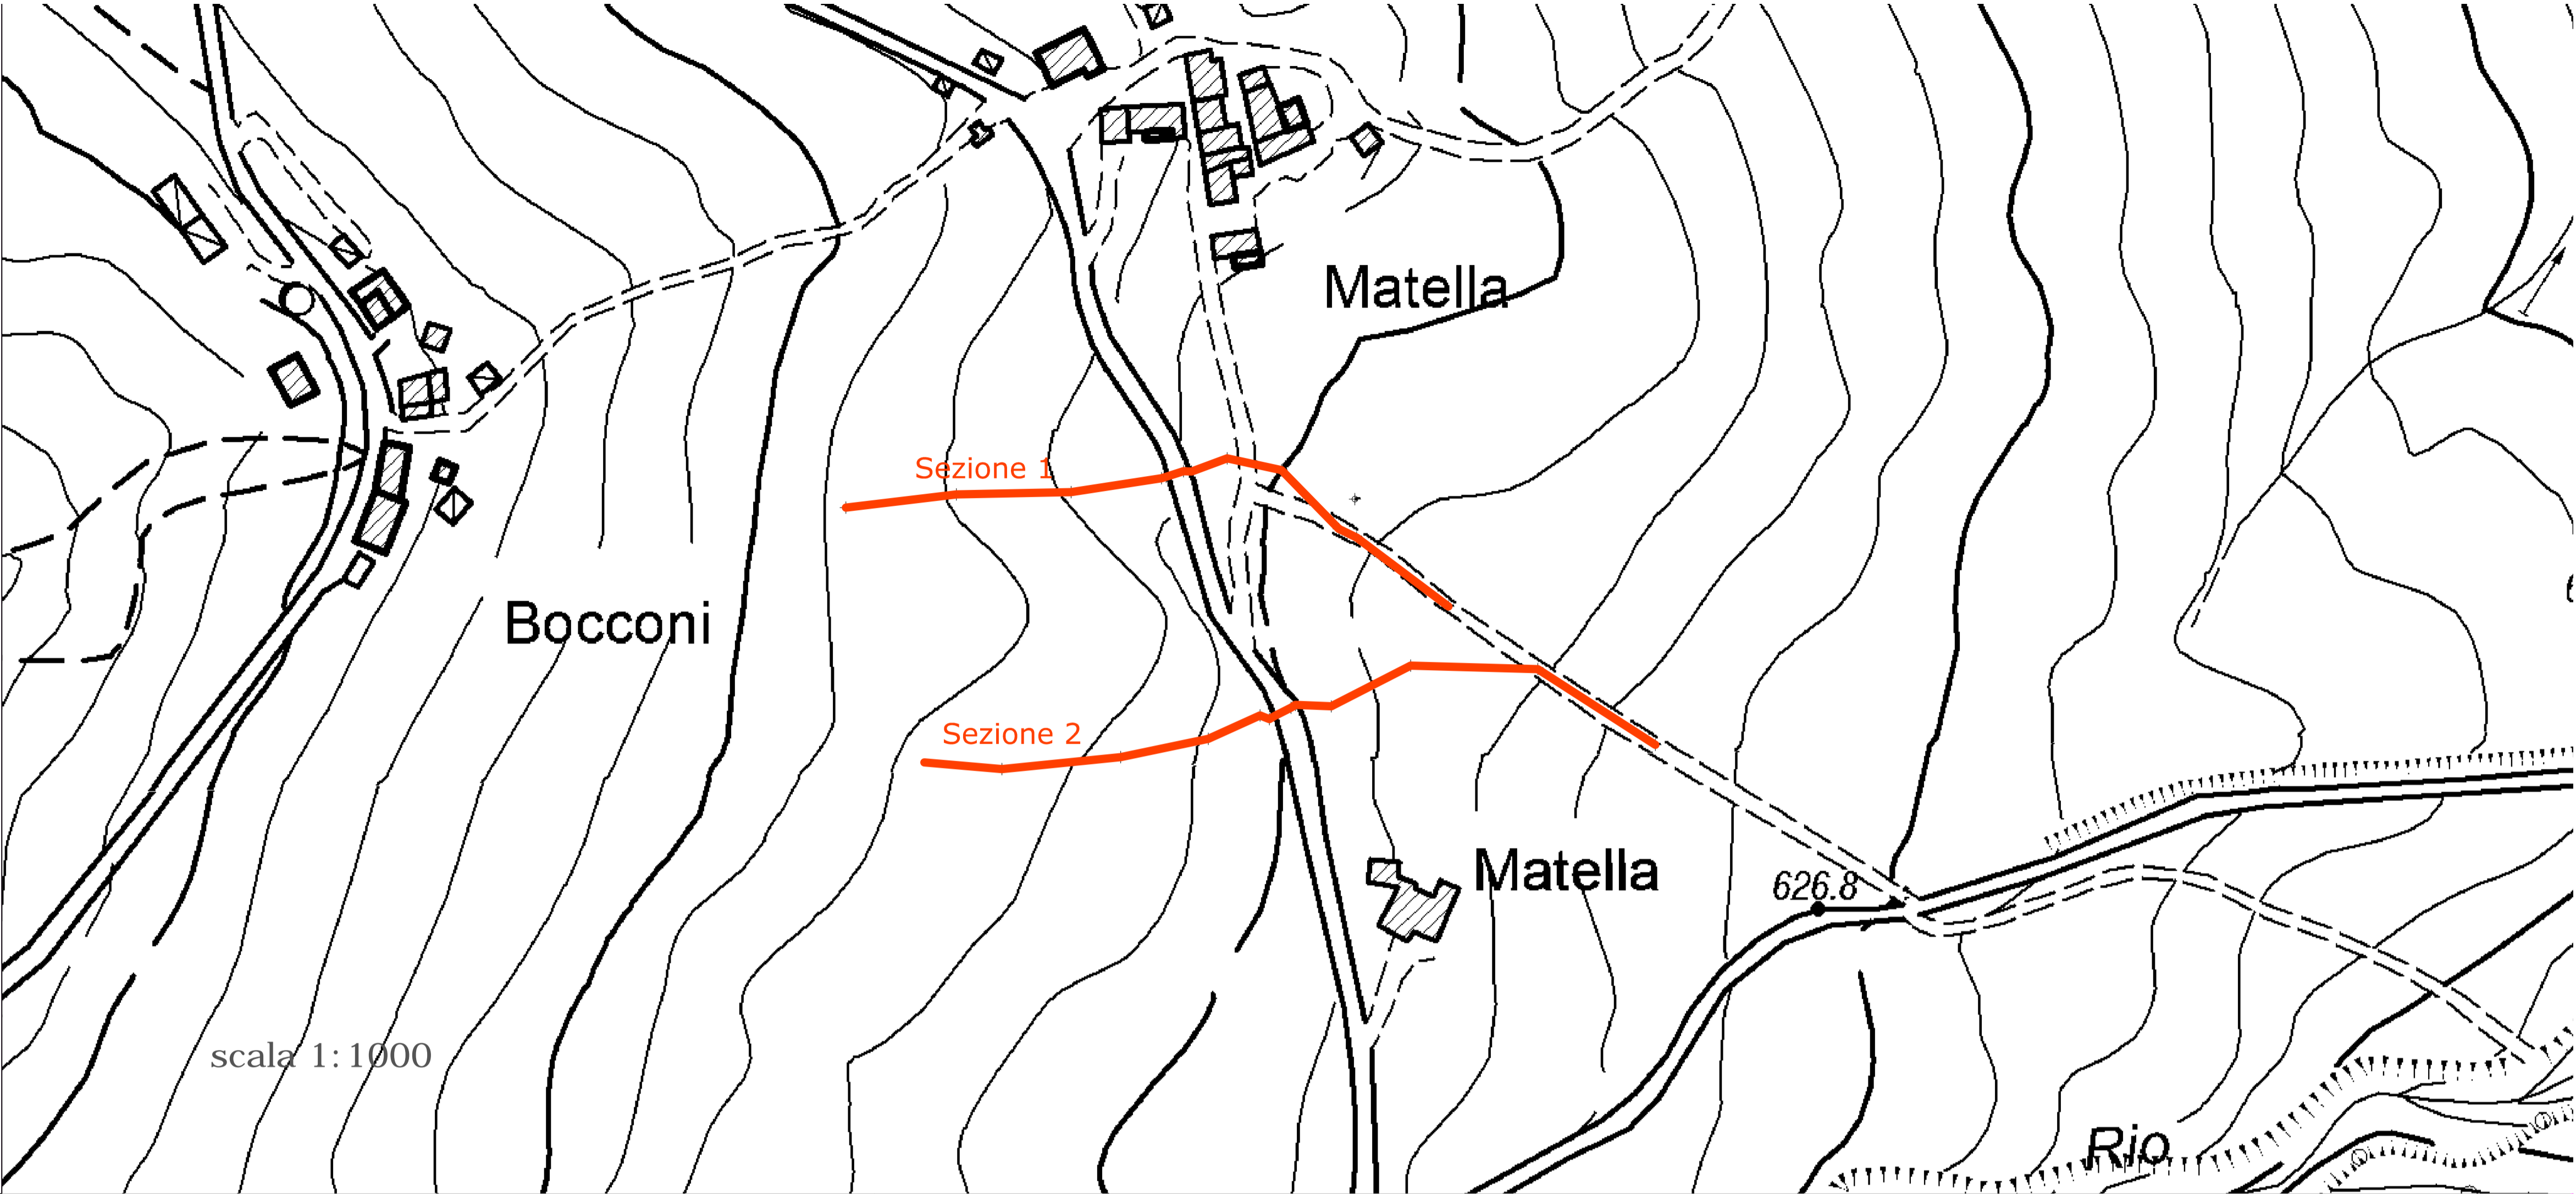 Matella
Sezione 1
Bocconi
Sezione 2
Matella
626.8
scala 1:1000
Rio